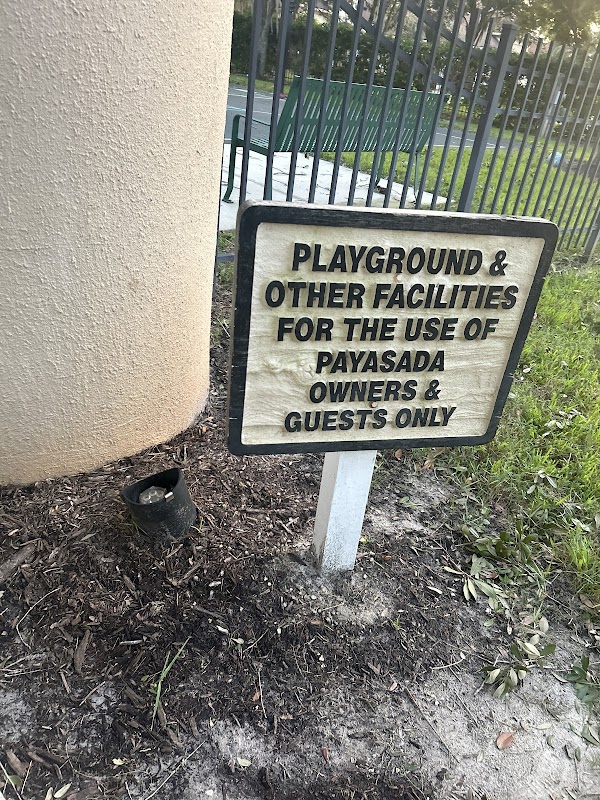 PLAYGROUND &
OTHER FACILITIES
FOR THE USE OF
PAYASADA
OWNERS &
GUESTS ONLY